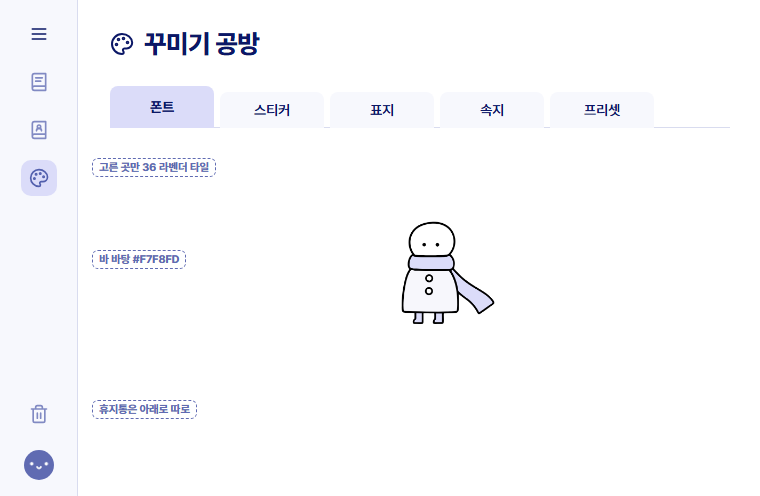 꾸미기 공방
폰트
스티커
표지
속지
프리셋
고른 곳만 36 라벤더 타일
바 바탕 #F7F8FD
휴지통은 아래로 따로